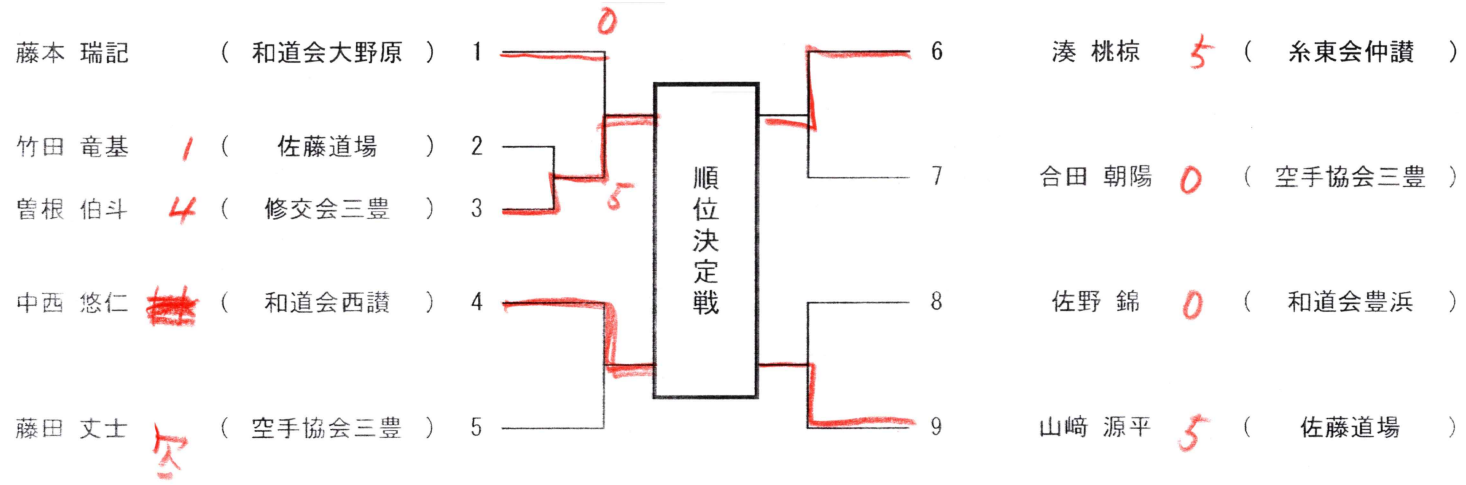 0
藤本 瑞記 ( 和道会大野原 ) 1
6 湊 桃椋 5 ( 糸東会仲讃 )
竹田 竜基 1 ( 佐藤道場 ) 2
7 合田 朝陽 0 ( 空手協会三豊 )
曽根 伯斗 4 ( 修交会三豊 ) 3
5
順位決定戦
中西 悠仁 ( 和道会西讃 ) 4
8 佐野 錦 0 ( 和道会豊浜 )
藤田 丈士 欠 ( 空手協会三豊 ) 5
9 山﨑 源平 5 ( 佐藤道場 )